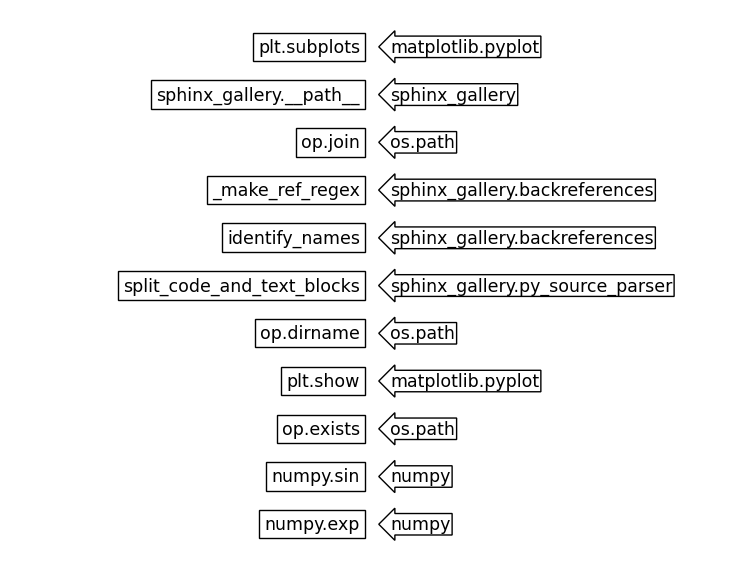 plt.subplots matplotlib.pyplot
sphinx_gallery.__path__ sphinx_gallery
op.join os.path
_make_ref_regex sphinx_gallery.backreferences
identify_names sphinx_gallery.backreferences
split_code_and_text_blocks sphinx_gallery.py_source_parser
op.dirname os.path
plt.show matplotlib.pyplot
op.exists os.path
numpy.sin numpy
numpy.exp numpy